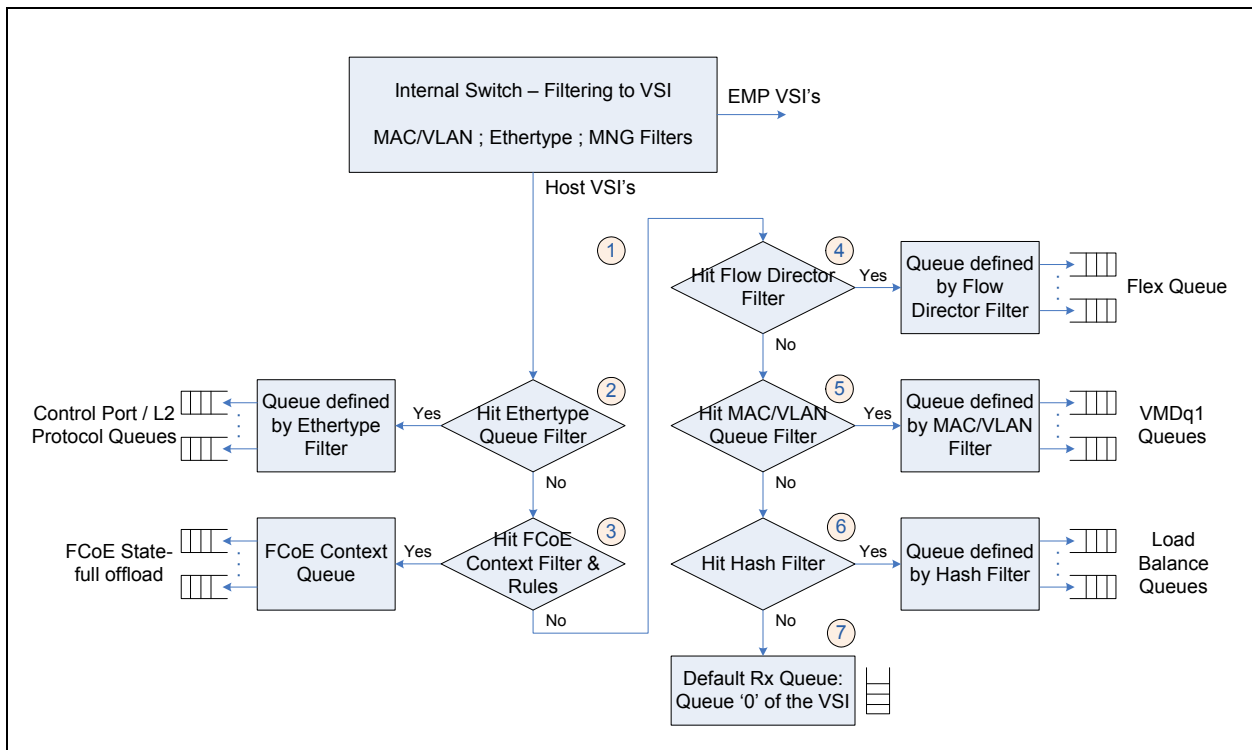 Internal Switch – Filtering to VSI
MAC/VLAN ; Ethertype ; MNG Filters
EMP VSI's
Host VSI's
1
2
Hit Ethertype
Queue Filter
Yes
Queue defined
by Ethertype
Filter
Control Port / L2
Protocol Queues
No
3
Hit FCoE
Context Filter &
Rules
Yes
FCoE Context
Queue
FCoE State-
full offload
No
4
Hit Flow Director
Filter
Yes
Queue defined
by Flow
Director Filter
Flex Queue
No
5
Hit MAC/VLAN
Queue Filter
Yes
Queue defined
by MAC/VLAN
Filter
VMDq1
Queues
No
6
Hit Hash Filter
Yes
Queue defined
by Hash Filter
Load
Balance
Queues
No
7
Default Rx Queue:
Queue ‘0’ of the VSI